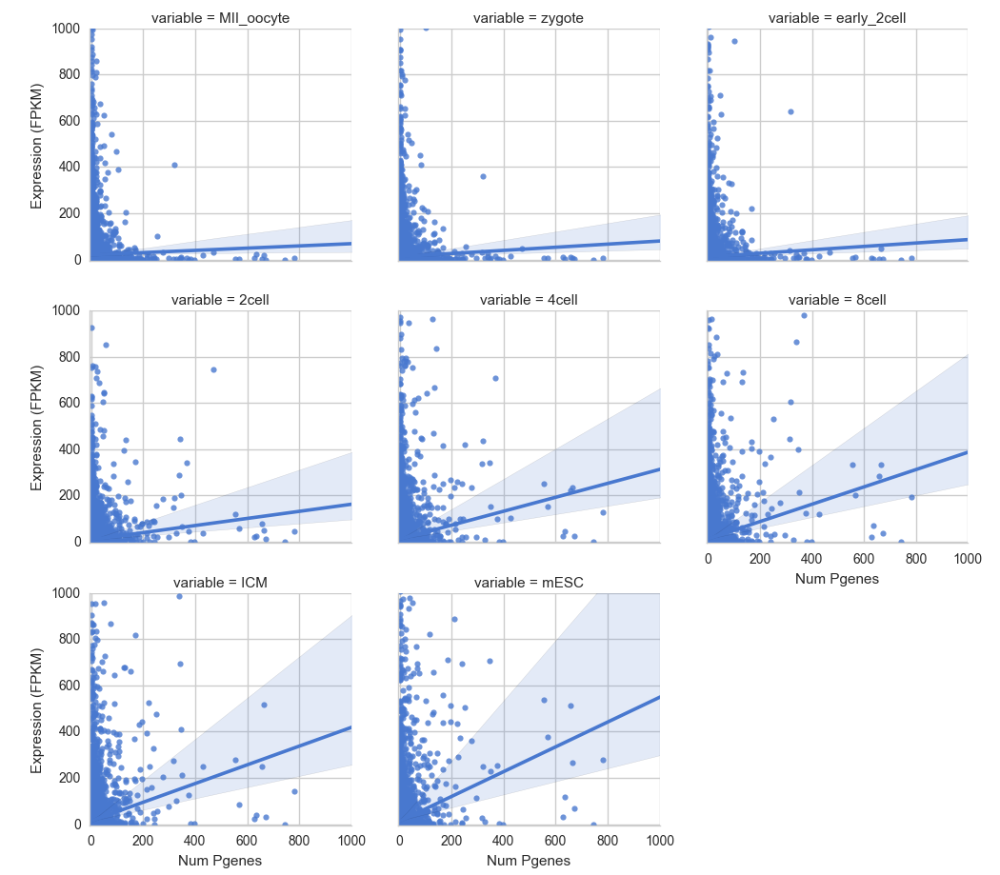 variable = MII_oocyte
variable = zygote
variable = early_2cell
1000
800
600
400
200
0
Expression (FPKM)
variable = 2cell
variable = 4cell
variable = 8cell
1000
800
600
400
200
0
Expression (FPKM)
0 200 400 600 800 1000
Num Pgenes
variable = ICM
variable = mESC
1000
800
600
400
200
0
Expression (FPKM)
0 200 400 600 800 1000
0 200 400 600 800 1000
Num Pgenes
Num Pgenes